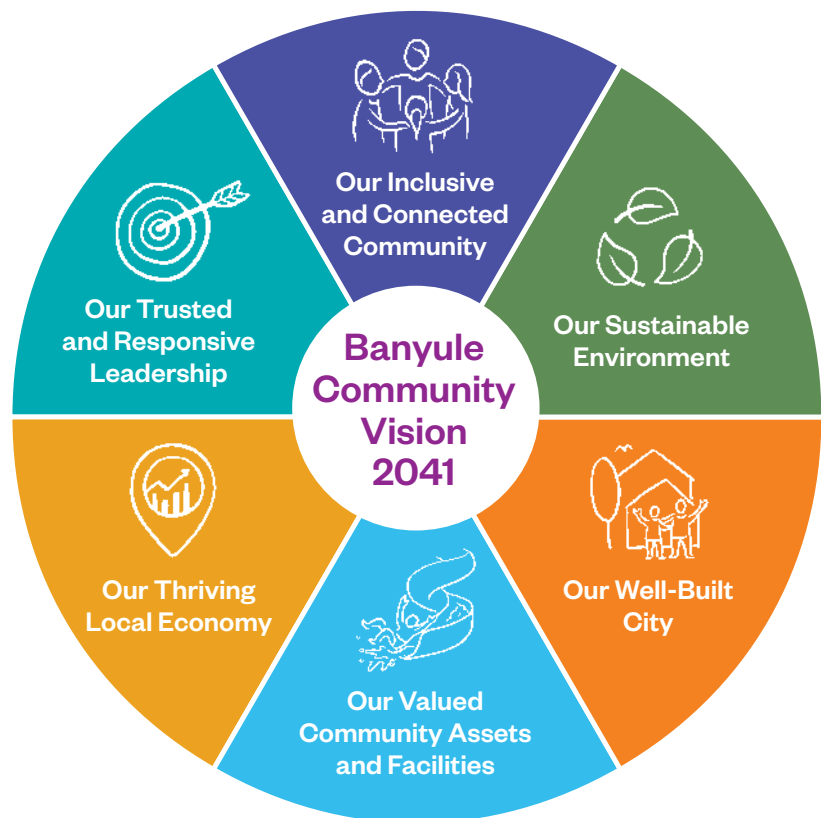 Our Inclusive
and Connected
Community
Our Sustainable
Environment
Our Well-Built
City
Our Valued
Community Assets
and Facilities
Our Thriving
Local Economy
Our Trusted
and Responsive
Leadership
Banyule
Community
Vision
2041